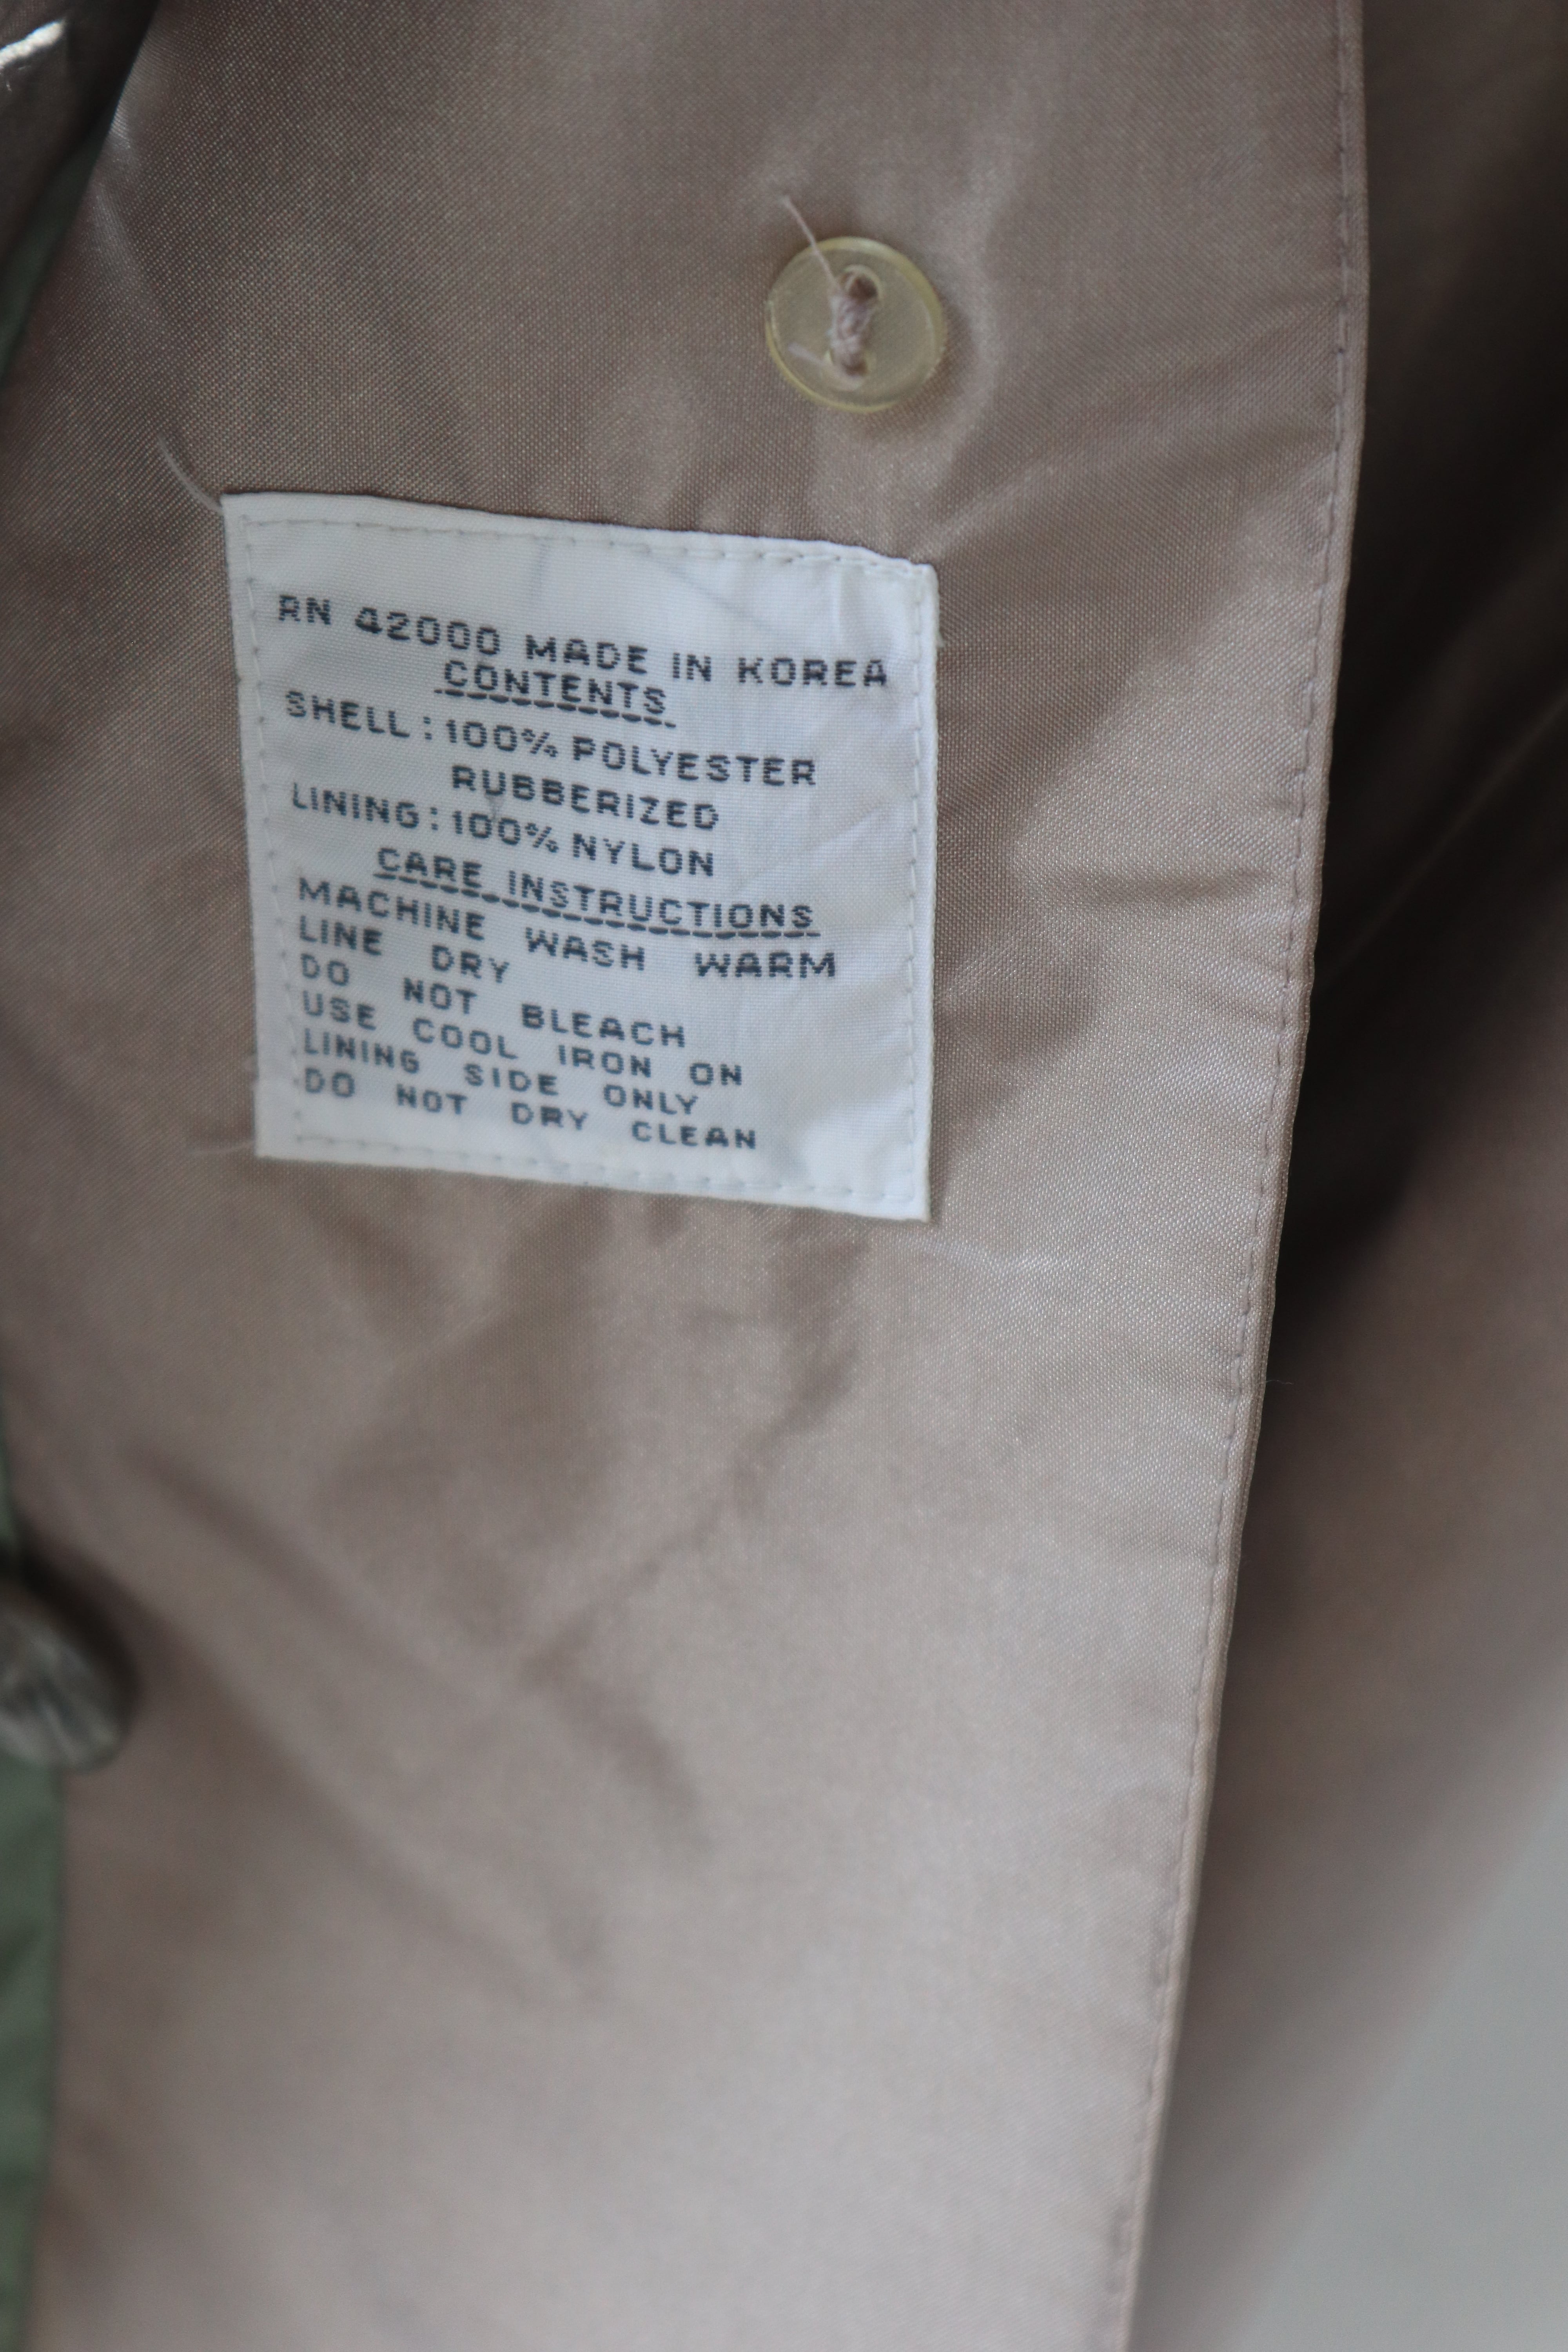 RN 42000 MADE IN KOREA
CONTENTS
SHELL : 100% POLYESTER
RUBBERIZED
LINING : 100% NYLON
CARE INSTRUCTIONS
MACHINE WASH WARM
LINE DRY
DO NOT BLEACH
USE COOL IRON ON
LINING SIDE ONLY
DO NOT DRY CLEAN